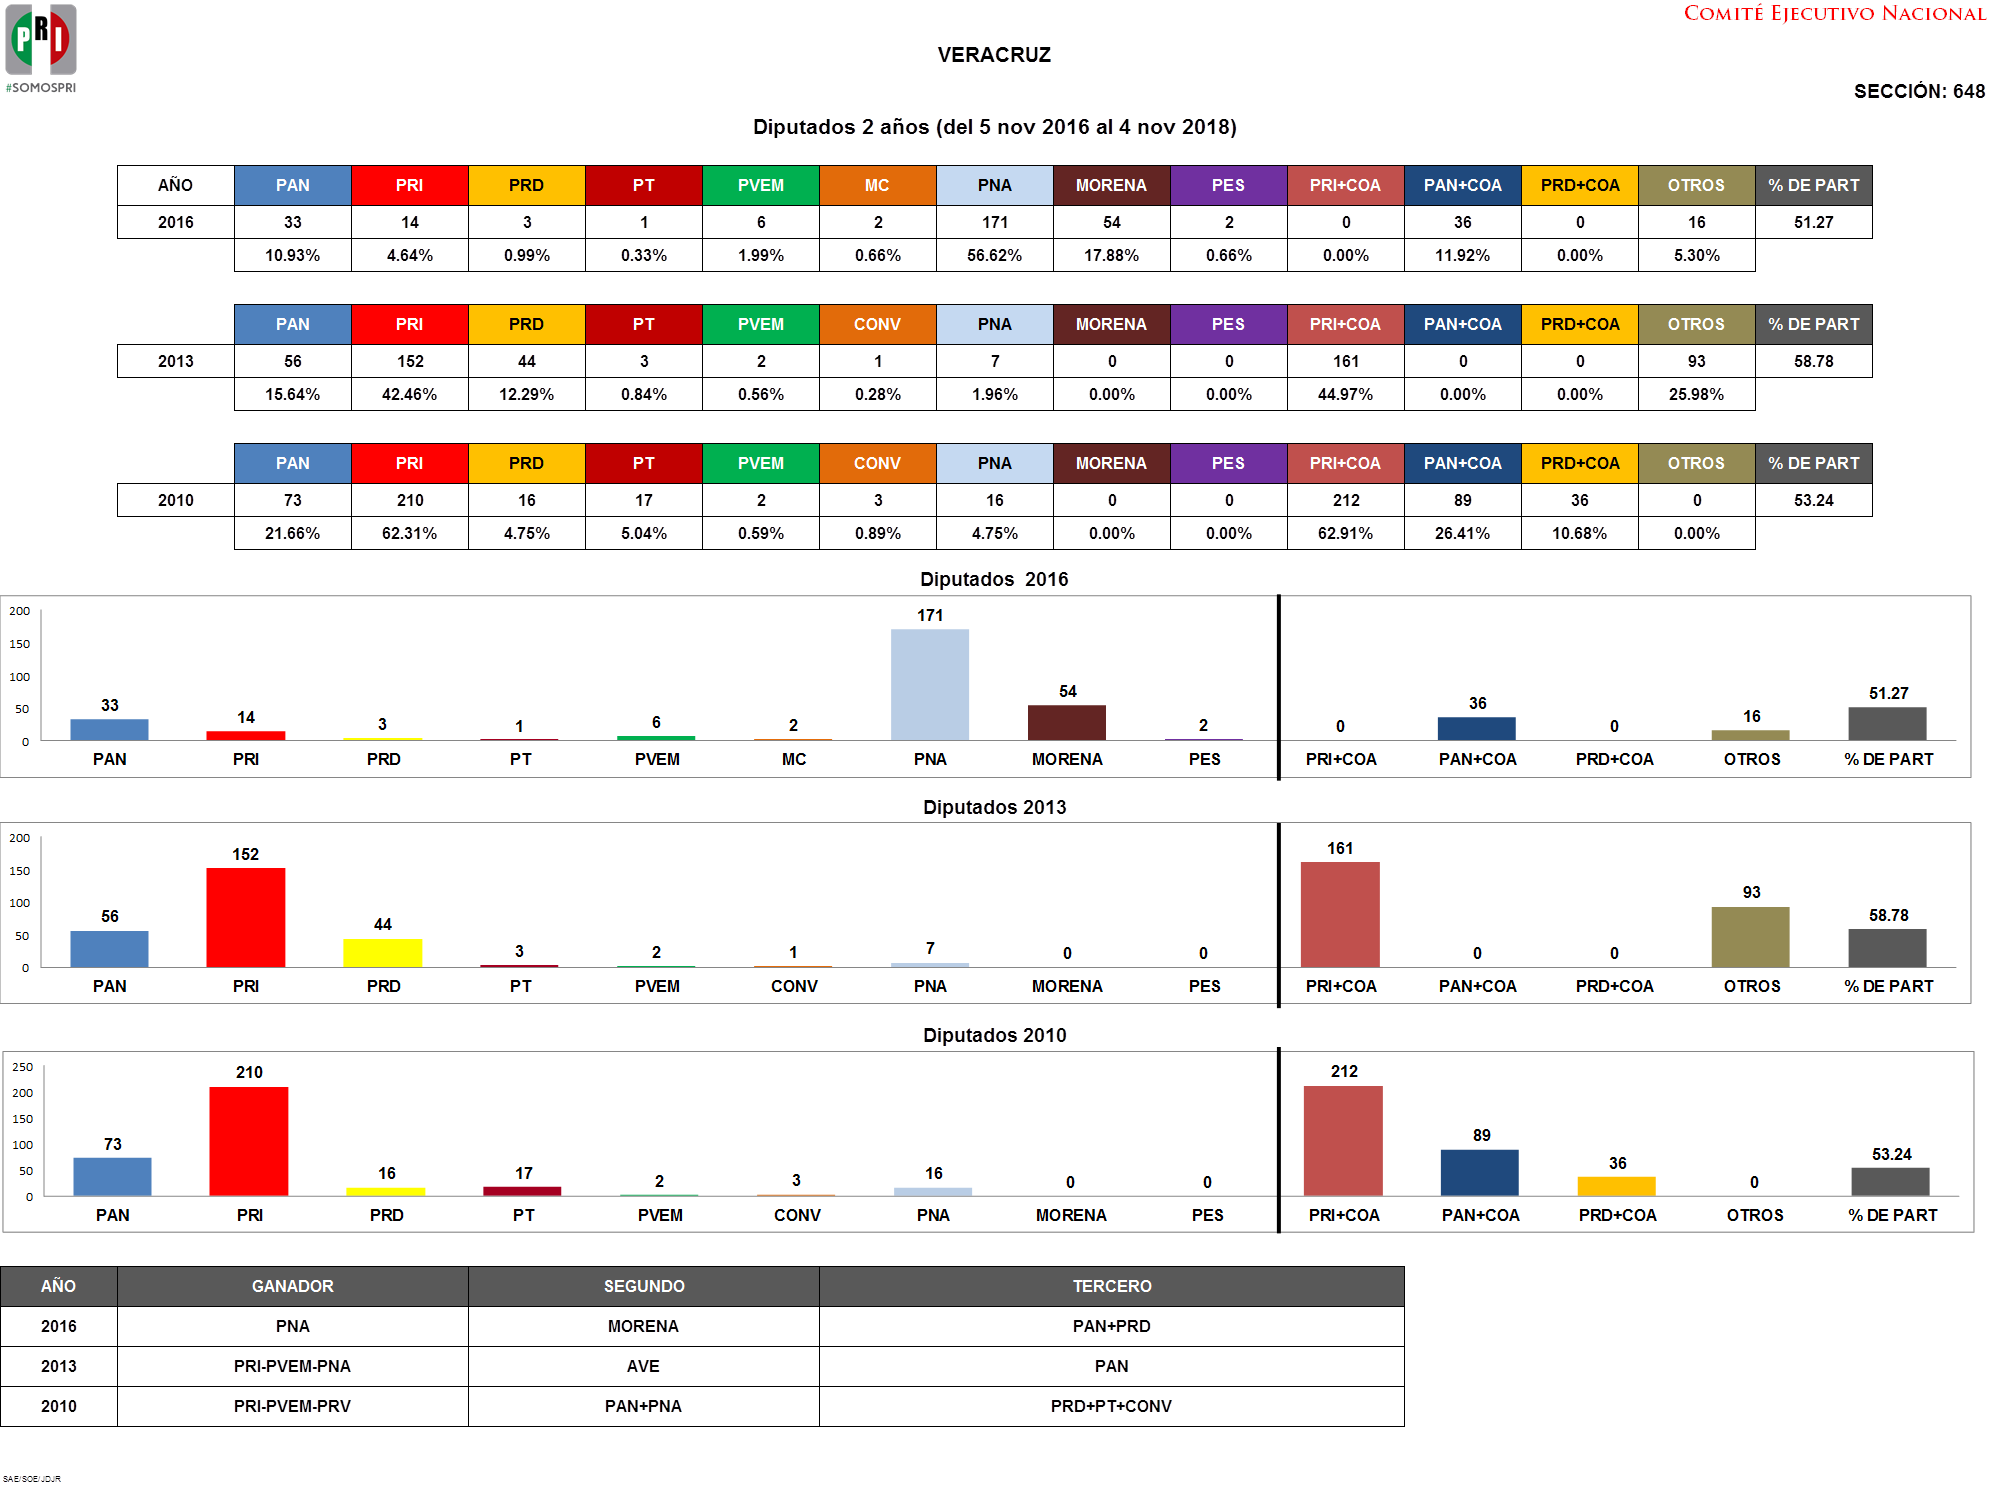 PRI
#SOMOSPRI
COMITÉ EJECUTIVO NACIONAL
VERACRUZ
SECCIÓN: 648
Diputados 2 años (del 5 nov 2016 al 4 nov 2018)
AÑO PAN PRI PRD PT PVEM MC PNA MORENA PES PRI+COA PAN+COA PRD+COA OTROS % DE PART
2016 33 14 3 1 6 2 171 54 2 0 36 0 16 51.27
10.93% 4.64% 0.99% 0.33% 1.99% 0.66% 56.62% 17.88% 0.66% 0.00% 11.92% 0.00% 5.30%
PAN PRI PRD PT PVEM CONV PNA MORENA PES PRI+COA PAN+COA PRD+COA OTROS % DE PART
2013 56 152 44 3 2 1 7 0 0 161 0 0 93 58.78
15.64% 42.46% 12.29% 0.84% 0.56% 0.28% 1.96% 0.00% 0.00% 44.97% 0.00% 0.00% 25.98%
PAN PRI PRD PT PVEM CONV PNA MORENA PES PRI+COA PAN+COA PRD+COA OTROS % DE PART
2010 73 210 16 17 2 3 16 0 0 212 89 36 0 53.24
21.66% 62.31% 4.75% 5.04% 0.59% 0.89% 4.75% 0.00% 0.00% 62.91% 26.41% 10.68% 0.00%
Diputados 2016
200
150
100
50
0
33 14 3 1 6 2 171 54 2 0 36 0 16 51.27
PAN PRI PRD PT PVEM MC PNA MORENA PES PRI+COA PAN+COA PRD+COA OTROS % DE PART
Diputados 2013
200
150
100
50
0
56 152 44 3 2 1 7 0 0 161 0 0 93 58.78
PAN PRI PRD PT PVEM CONV PNA MORENA PES PRI+COA PAN+COA PRD+COA OTROS % DE PART
Diputados 2010
250
200
150
100
50
0
73 210 16 17 2 3 16 0 0 212 89 36 0 53.24
PAN PRI PRD PT PVEM CONV PNA MORENA PES PRI+COA PAN+COA PRD+COA OTROS % DE PART
AÑO GANADOR SEGUNDO TERCERO
2016 PNA MORENA PAN+PRD
2013 PRI-PVEM-PNA AVE PAN
2010 PRI-PVEM-PRV PAN+PNA PRD+PT+CONV
SAE/SOE/JDJR